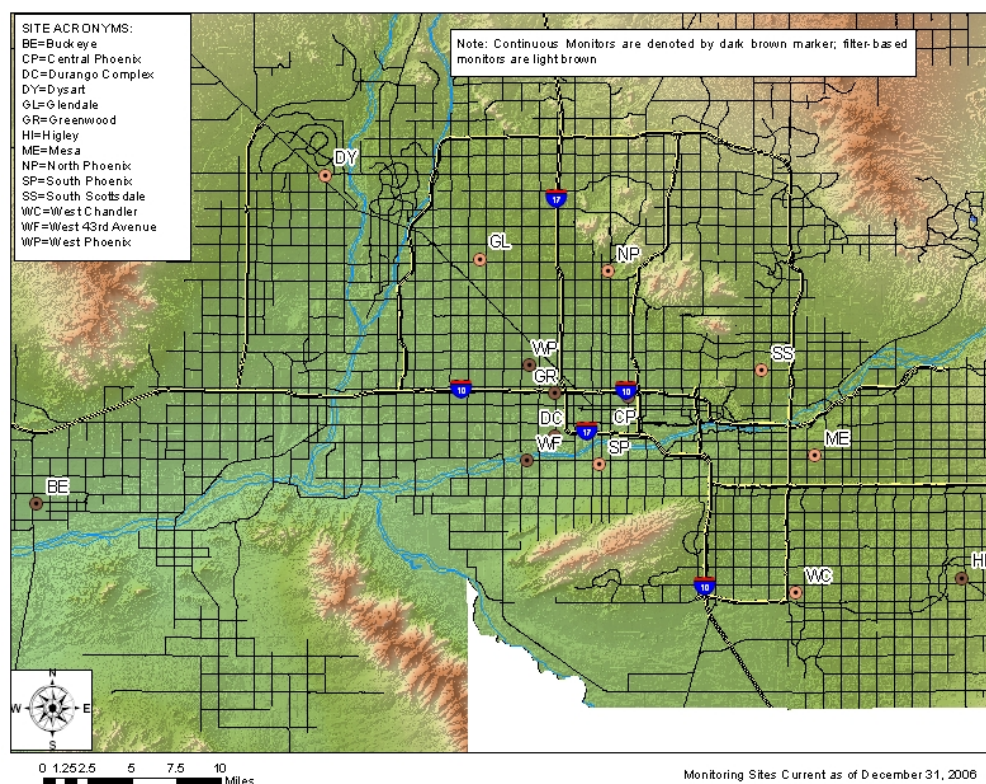 SITE ACRONYMS:
BE=Buckeye
CP=Central Phoenix
DC=Durango Complex
DY=Dysart
GL=Glendale
GR=Greenwood
HI=Higley
ME=Mesa
NP=North Phoenix
SP=South Phoenix
SS=South Scottsdale
WC=West Chandler
WF=West 43rd Avenue
WP=West Phoenix
Note: Continuous Monitors are denoted by dark brown marker; filter-based
monitors are light brown
DY
17
GL
NP
WP
SS
GR
10
10
DC
CP
17
WF
SP
ME
BE
HI
WC
10
N
W E
S
0 1.25 2.5 5 7.5 10
Miles
Monitoring Sites Current as of December 31, 2006